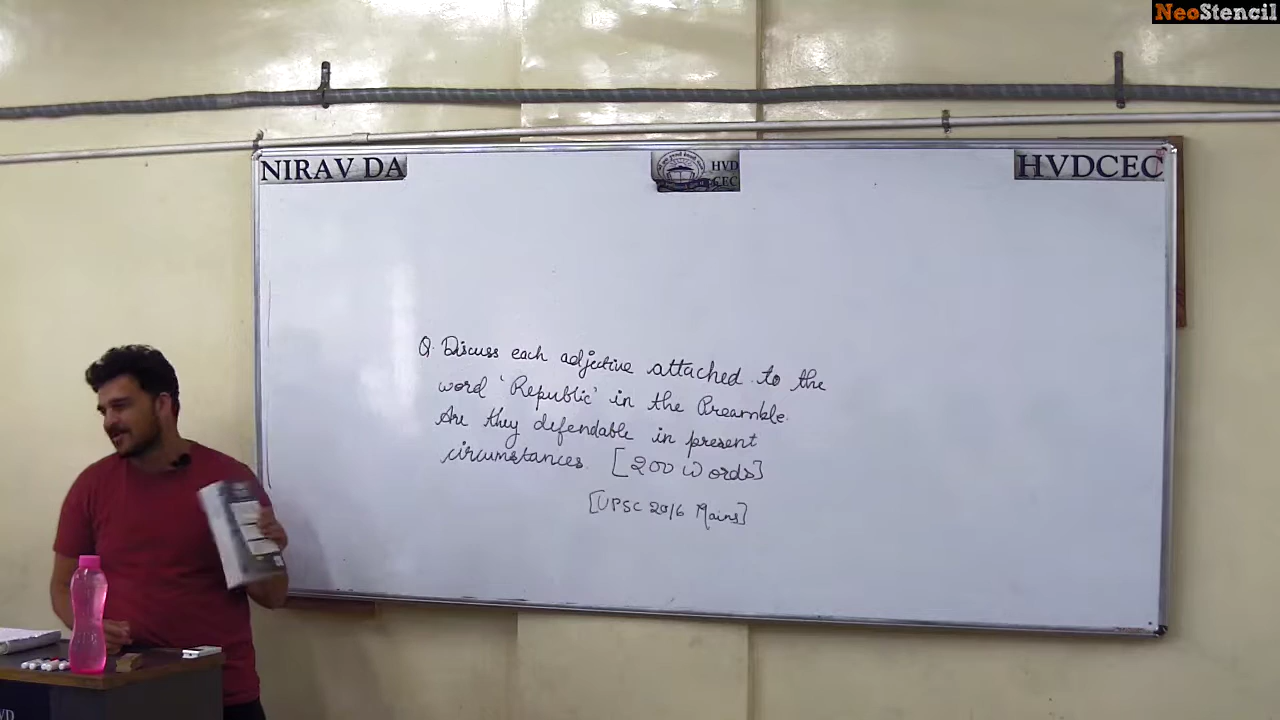 NeoStencil
NIRAV DA
HVD
CEC
HVDCEC
Q. Discuss each adjective attached to the
word 'Republic' in the Preamble.
Are they defendable in present
circumstances. [200 Words]
[UPSC 2016 Mains]